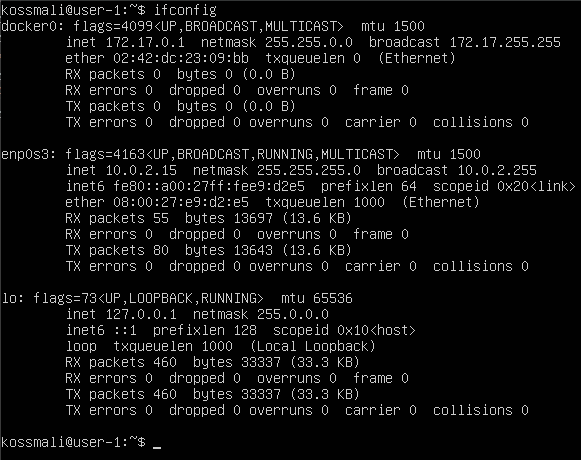 kossmali@user-1:~$ ifconfig
docker0: flags=4099<UP,BROADCAST,MULTICAST>  mtu 1500
        inet 172.17.0.1  netmask 255.255.0.0  broadcast 172.17.255.255
        ether 02:42:dc:23:09:bb  txqueuelen 0  (Ethernet)
        RX packets 0  bytes 0 (0.0 B)
        RX errors 0  dropped 0  overruns 0  frame 0
        TX packets 0  bytes 0 (0.0 B)
        TX errors 0  dropped 0 overruns 0  carrier 0  collisions 0

enp0s3: flags=4163<UP,BROADCAST,RUNNING,MULTICAST>  mtu 1500
        inet 10.0.2.15  netmask 255.255.255.0  broadcast 10.0.2.255
        inet6 fe80::a00:27ff:fee9:d2e5  prefixlen 64  scopeid 0x20<link>
        ether 08:00:27:e9:d2:e5  txqueuelen 1000  (Ethernet)
        RX packets 55  bytes 13697 (13.6 KB)
        RX errors 0  dropped 0  overruns 0  frame 0
        TX packets 80  bytes 13643 (13.6 KB)
        TX errors 0  dropped 0 overruns 0  carrier 0  collisions 0

lo: flags=73<UP,LOOPBACK,RUNNING>  mtu 65536
        inet 127.0.0.1  netmask 255.0.0.0
        inet6 ::1  prefixlen 128  scopeid 0x10<host>
        loop  txqueuelen 1000  (Local Loopback)
        RX packets 460  bytes 33337 (33.3 KB)
        RX errors 0  dropped 0  overruns 0  frame 0
        TX packets 460  bytes 33337 (33.3 KB)
        TX errors 0  dropped 0 overruns 0  carrier 0  collisions 0

kossmali@user-1:~$ _